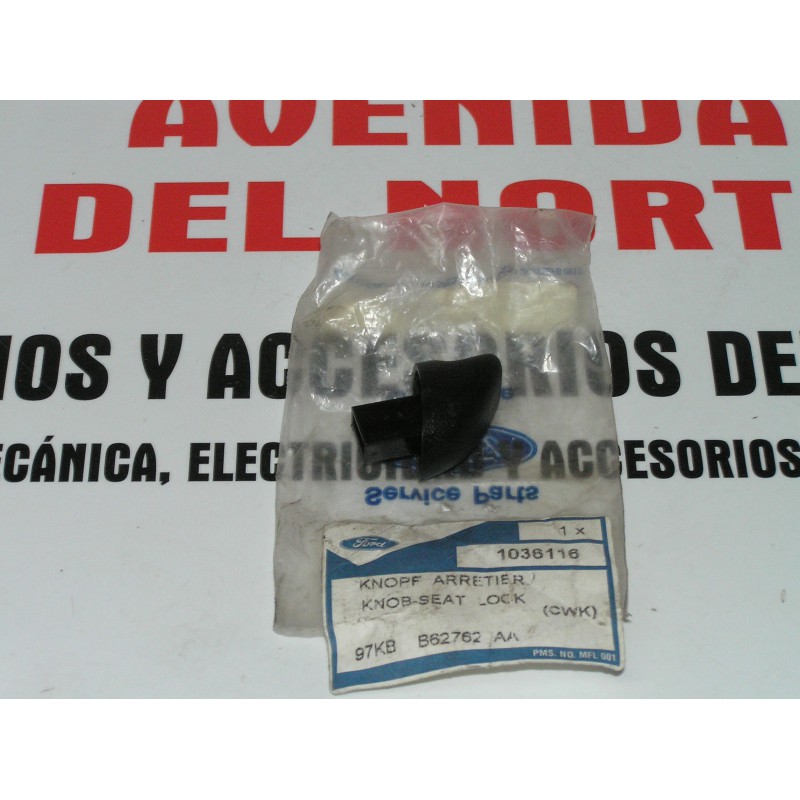 AVENIDA
DEL NORT
IOS Y ACCESORIOS DE
ECÁNICA, ELECTRICIDAD Y ACCESORIOS
Service Parts
Ford
1 x
1036116
KNOPF ARRETIER/
KNOB-SEAT LOCK
(CWK)
97KB B62762 AA
PMS. NO. MFL 001